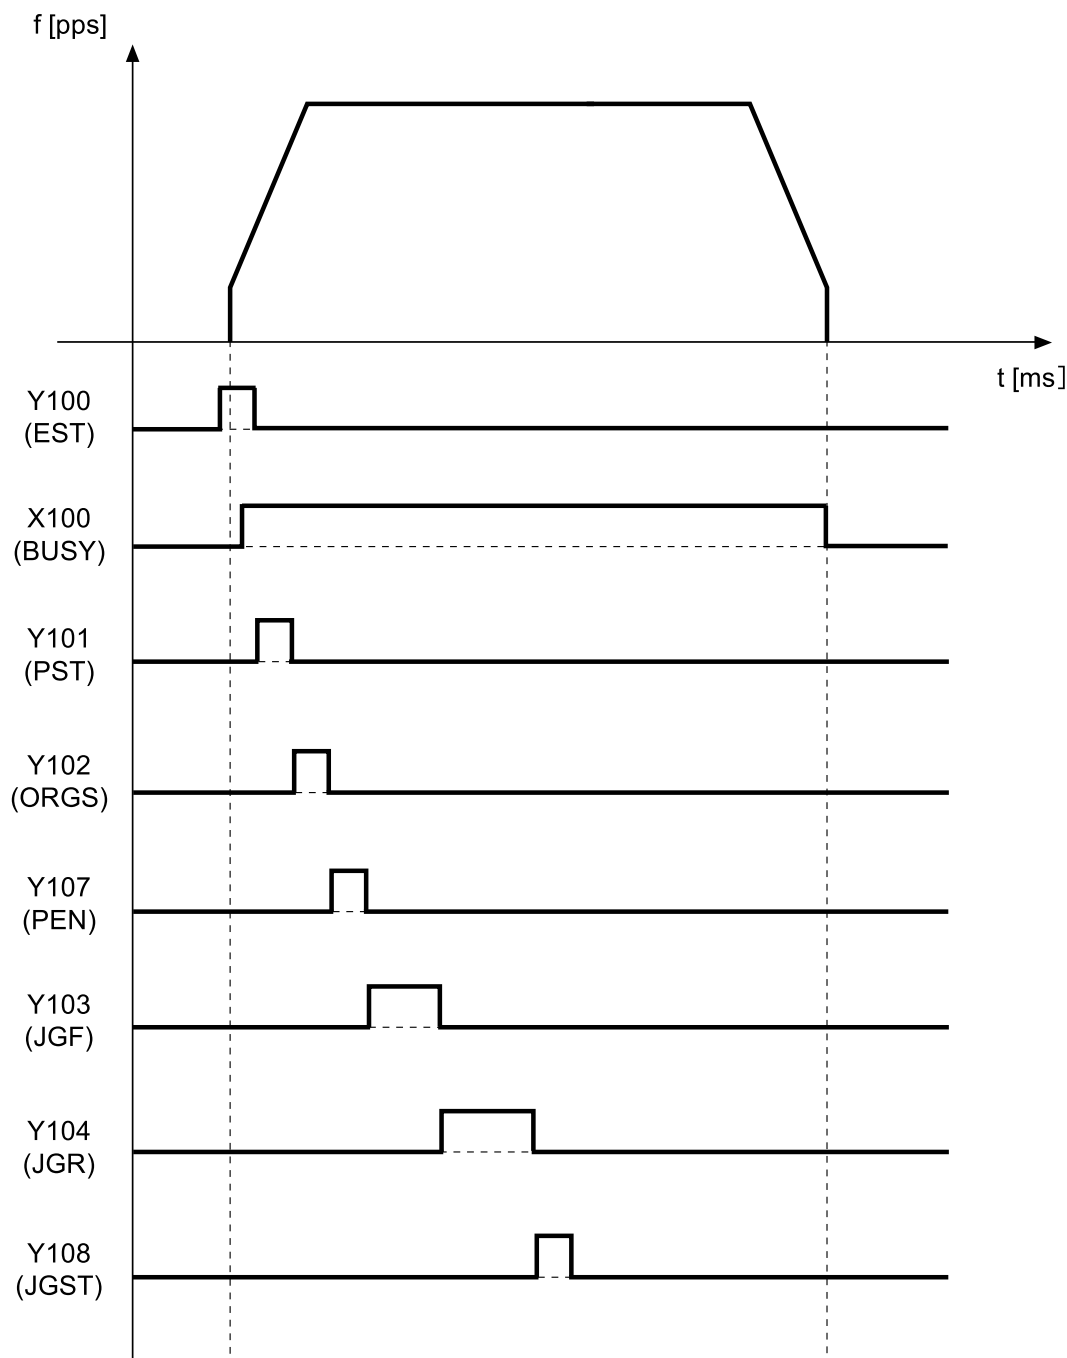 f [pps]
t [ms]
Y100
(EST)
X100
(BUSY)
Y101
(PST)
Y102
(ORGS)
Y107
(PEN)
Y103
(JGF)
Y104
(JGR)
Y108
(JGST)